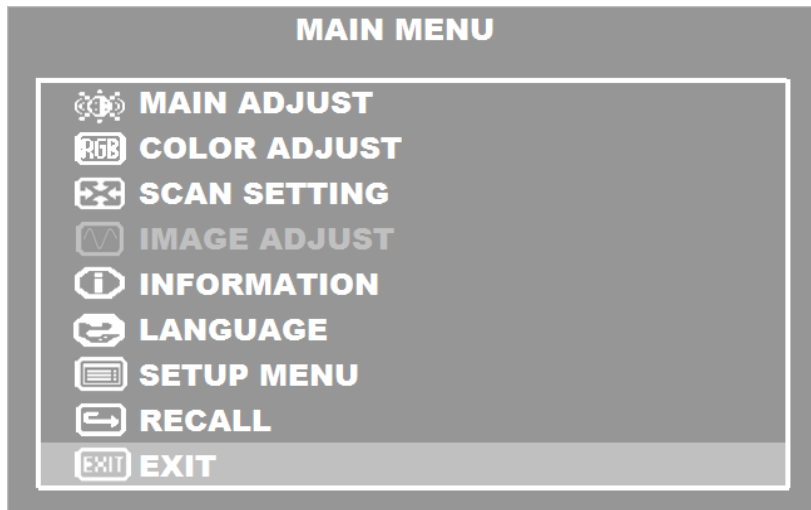 MAIN MENU
MAIN ADJUST
RGB COLOR ADJUST
SCAN SETTING
IMAGE ADJUST
INFORMATION
LANGUAGE
SETUP MENU
RECALL
EXIT EXIT